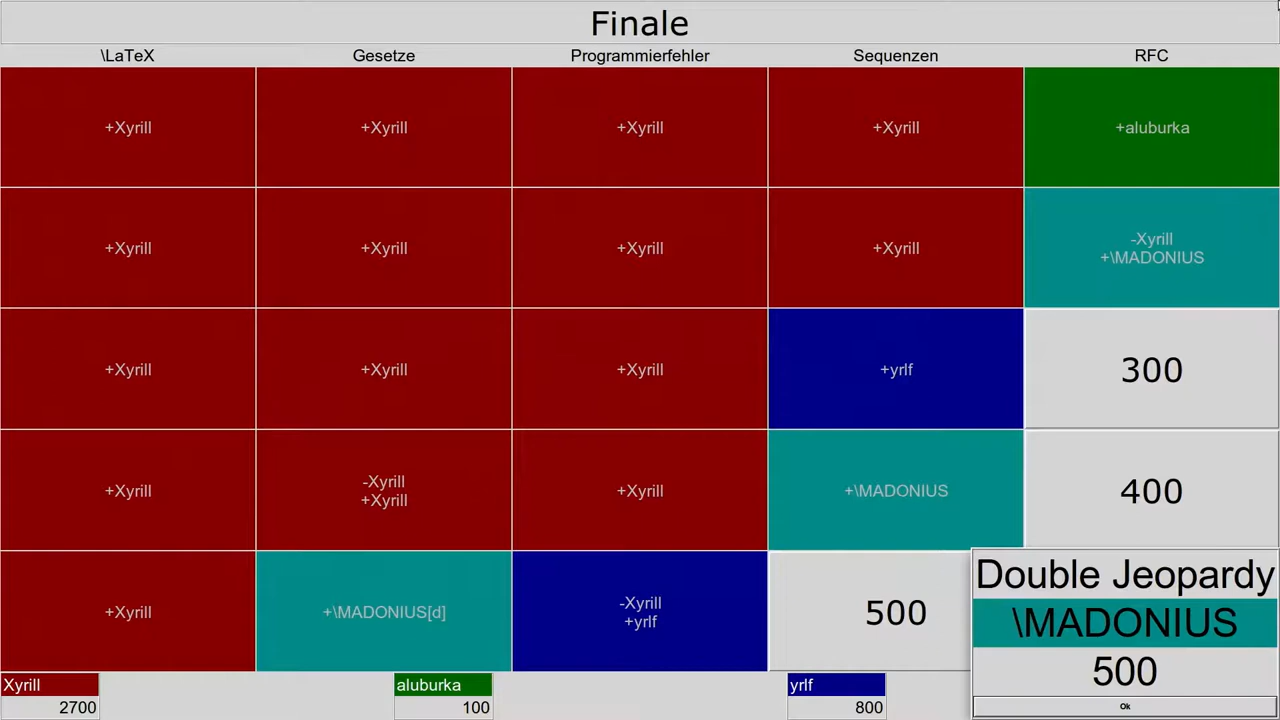 Finale
\LaTeX Gesetze Programmierfehler Sequenzen RFC
+Xyrill +Xyrill +Xyrill +Xyrill +aluburka
+Xyrill +Xyrill +Xyrill +Xyrill -Xyrill
+\MADONIUS
+Xyrill +Xyrill +Xyrill +yrlf 300
+Xyrill -Xyrill
+Xyrill +Xyrill +\MADONIUS 400
+Xyrill +\MADONIUS[d] -Xyrill
+yrlf 500
Double Jeopardy
\MADONIUS
500
Ok
Xyrill aluburka yrlf
2700 100 800